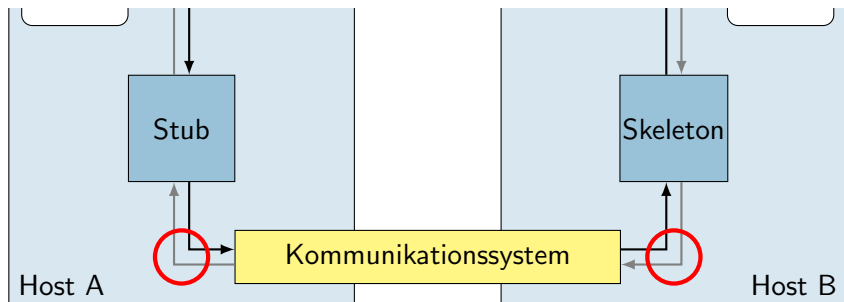 Stub
Skeleton
Kommunikationssystem
Host A
Host B